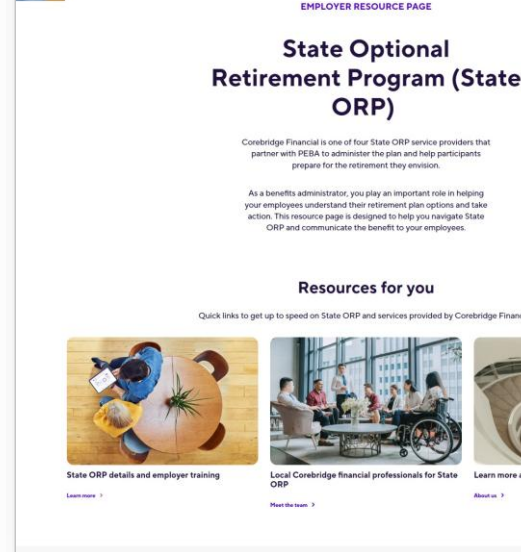 EMPLOYER RESOURCE PAGE
State Optional
Retirement Program (State
ORP)
Corebridge Financial is one of four State ORP service providers that
partner with PEBA to administer the plan and help participants
prepare for the retirement they envision.
As a benefits administrator, you play an important role in helping
your employees understand their retirement plan options and take
action. This resource page is designed to help you navigate State
ORP and communicate the benefit to your employees.
Resources for you
Quick links to get up to speed on State ORP and services provided by Corebridge Finan
State ORP details and employer training
Learn more >
Local Corebridge financial professionals for State
ORP
Meet the team >
Learn more a
About us >